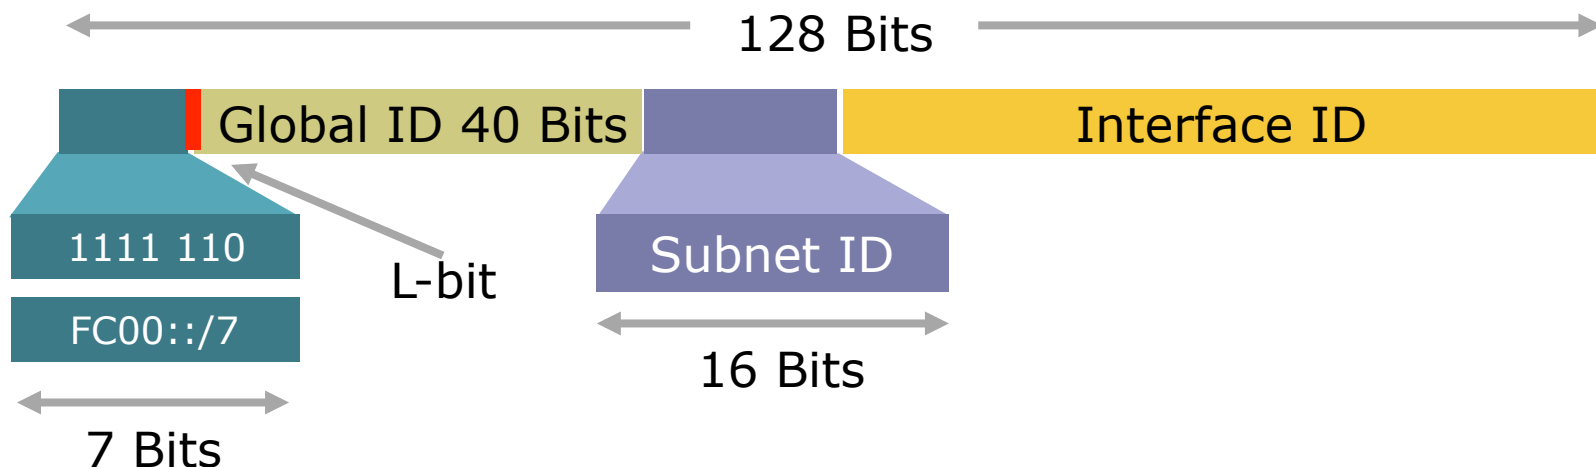 128 Bits
Global ID 40 Bits
Interface ID
1111 110
L-bit
Subnet ID
FC00::/7
16 Bits
7 Bits